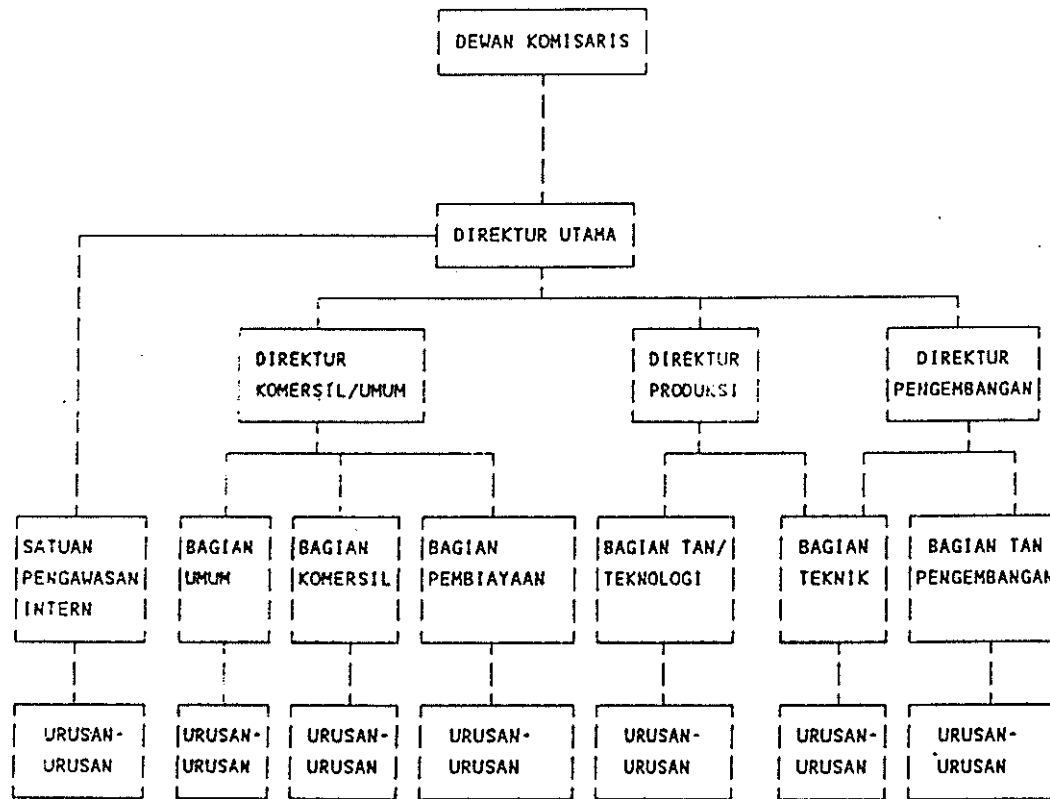 DEWAN KOMISARIS
DIREKTUR UTAMA
DIREKTUR
KOMERSIL/UMUM
DIREKTUR
PRODUKSI
DIREKTUR
PENGEMBANGAN
SATUAN
PENGAWASAN
INTERN
BAGIAN
UMUM
BAGIAN
KOMERSIL
BAGIAN
PEMBIAYAAN
BAGIAN TAN/
TEKNOLOGI
BAGIAN
TEKNIK
BAGIAN TAN
PENGEMBANGAN
URUSAN-
URUSAN
URUSAN-
URUSAN
URUSAN-
URUSAN
URUSAN-
URUSAN
URUSAN-
URUSAN
URUSAN-
URUSAN
URUSAN-
URUSAN